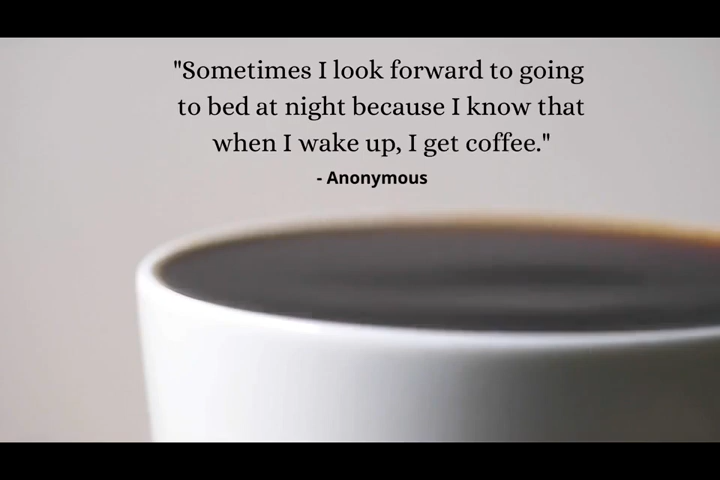 "Sometimes I look forward to going
to bed at night because I know that
when I wake up, I get coffee."
- Anonymous